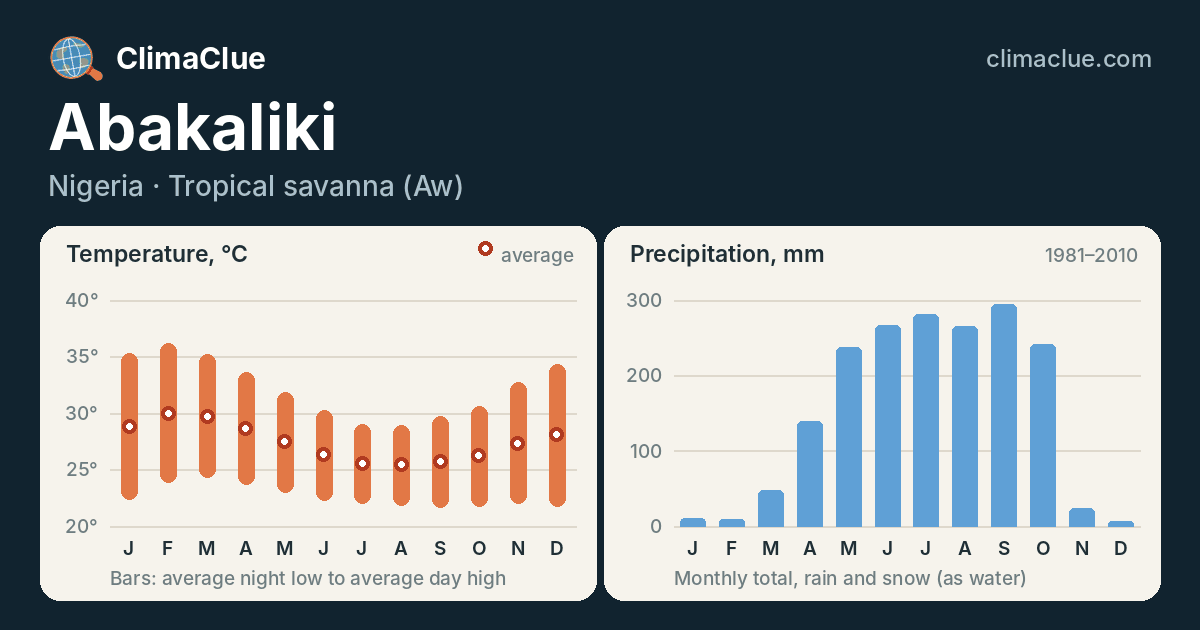 ClimaClue
climaclue.com
Abakaliki
Nigeria · Tropical savanna (Aw)
Temperature, °C
average
40°
35°
30°
25°
20°
J F M A M J J A S O N D
Bars: average night low to average day high
Precipitation, mm
1981–2010
300
200
100
0
J F M A M J J A S O N D
Monthly total, rain and snow (as water)